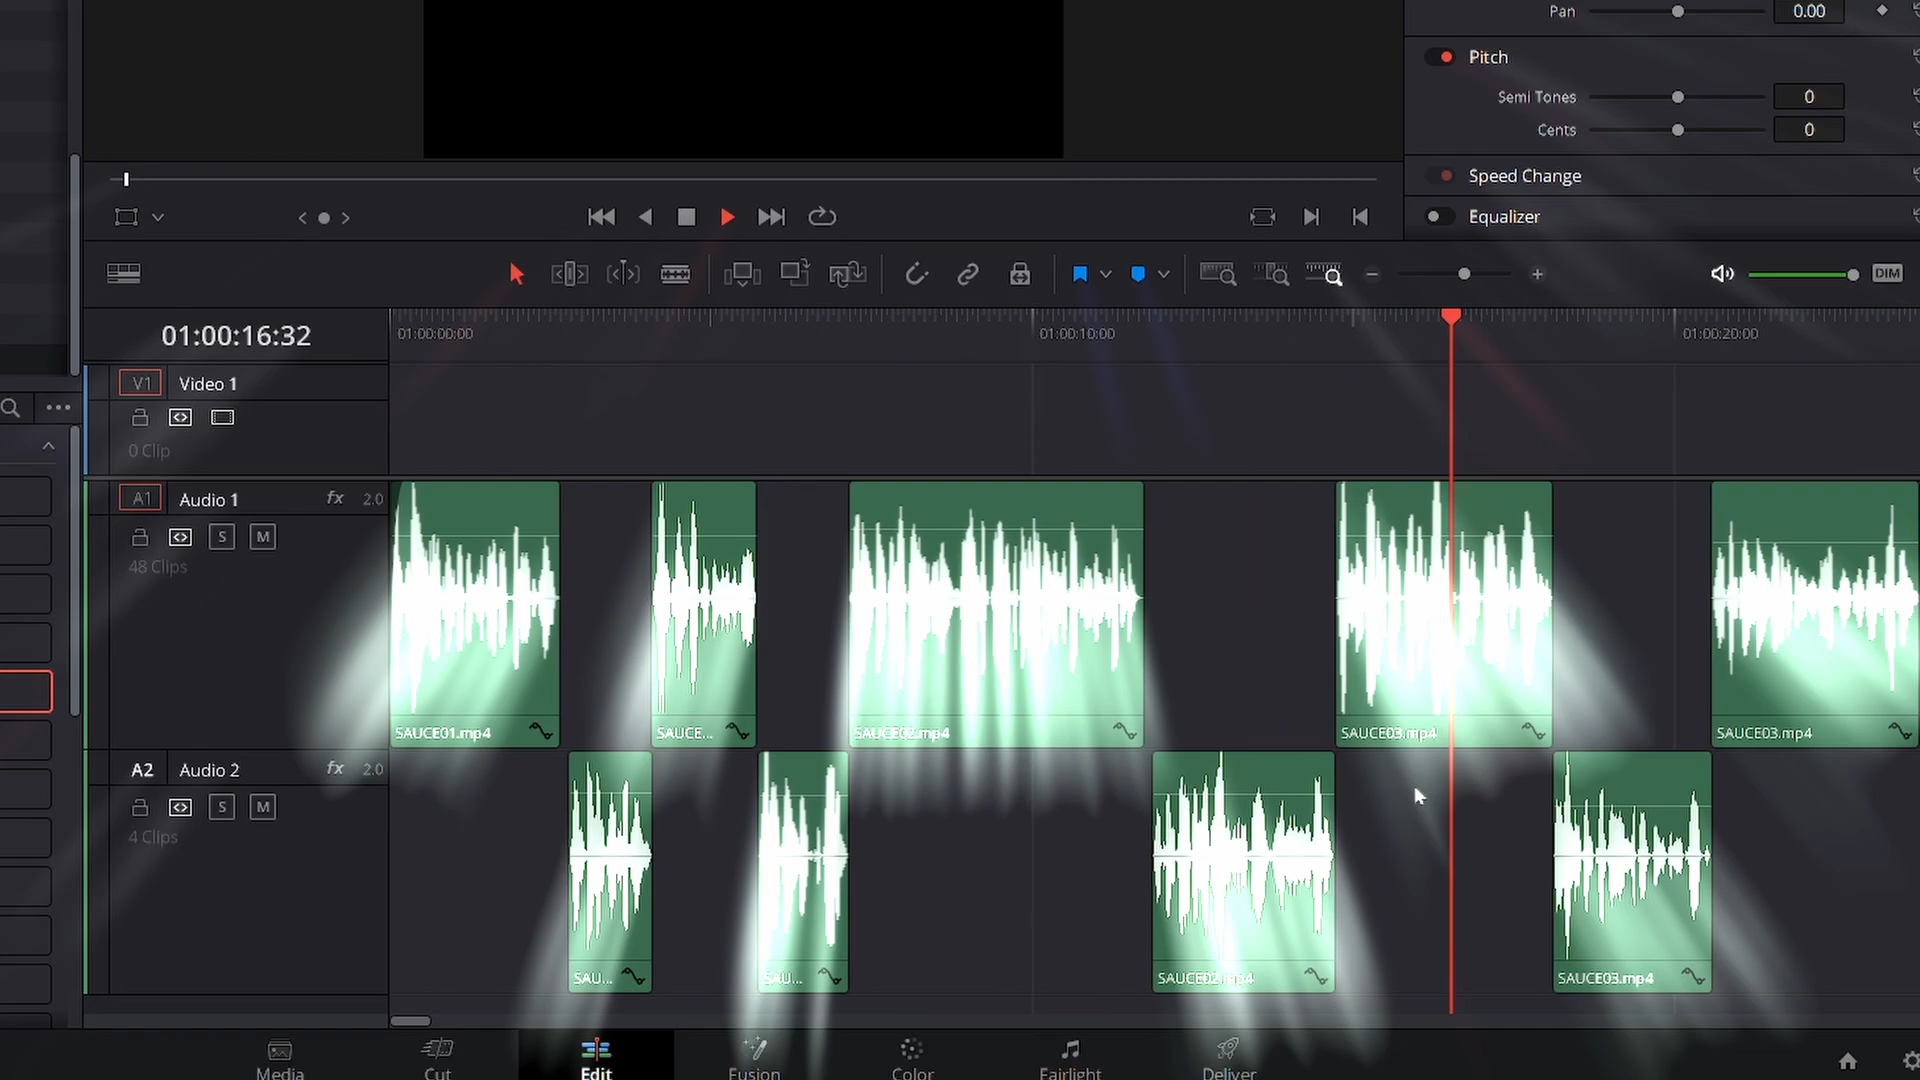 Pan 0.00
Pitch
Semi Tones 0
Cents 0
Speed Change
Equalizer
DIM
01:00:16:32
01:00:00:00 01:00:10:00 01:00:20:00
V1 Video 1
0 Clip
A1 Audio 1 fx 2.0
S M
48 Clips
SAUCE01.mp4 SAUCE... SAUCE02.mp4 SAUCE03.mp4 SAUCE03.mp4
A2 Audio 2 fx 2.0
S M
4 Clips
SAU... SAU... SAUCE02.mp4 SAUCE03.mp4
Media Cut Edit Fusion Color Fairlight Deliver